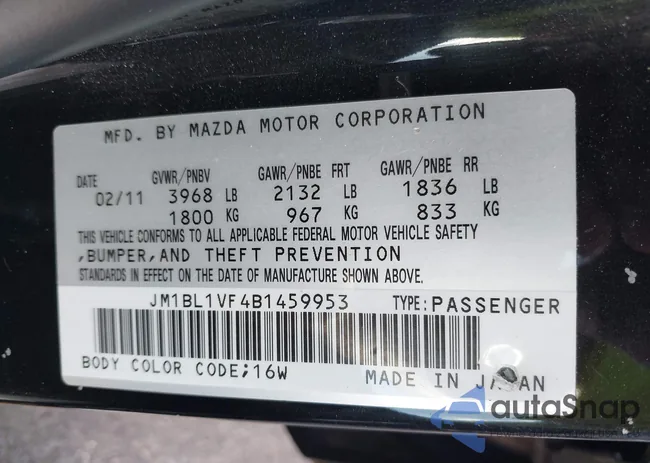 MFD. BY MAZDA MOTOR CORPORATION
DATE GVWR/PNBV GAWR/PNBE FRT GAWR/PNBE RR
02/11 3968 LB 2132 LB 1836 LB
1800 KG 967 KG 833 KG
THIS VEHICLE CONFORMS TO ALL APPLICABLE FEDERAL MOTOR VEHICLE SAFETY
,BUMPER,AND THEFT PREVENTION
STANDARDS IN EFFECT ON THE DATE OF MANUFACTURE SHOWN ABOVE.
JM1BL1VF4B1459953 TYPE:PASSENGER
BODY COLOR CODE;16W MADE IN JAPAN
autoSnap